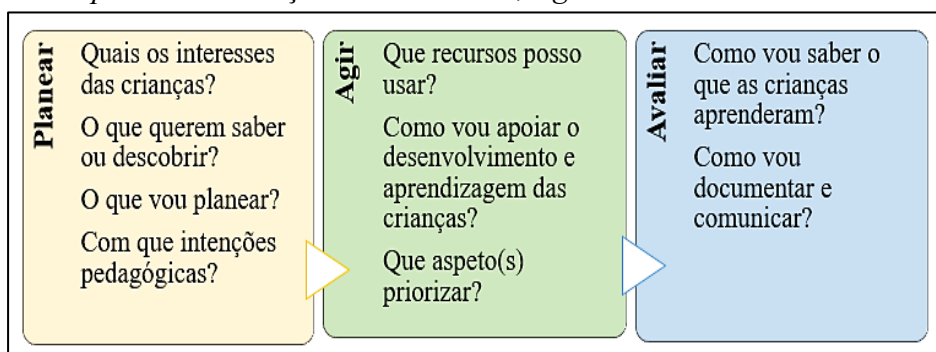 Planear
Quais os interesses
das crianças?
O que querem saber
ou descobrir?
O que vou planear?
Com que intenções
pedagógicas?
Agir
Que recursos posso
usar?
Como vou apoiar o
desenvolvimento e
aprendizagem das
crianças?
Que aspeto(s)
priorizar?
Avaliar
Como vou saber o
que as crianças
aprenderam?
Como vou
documentar e
comunicar?